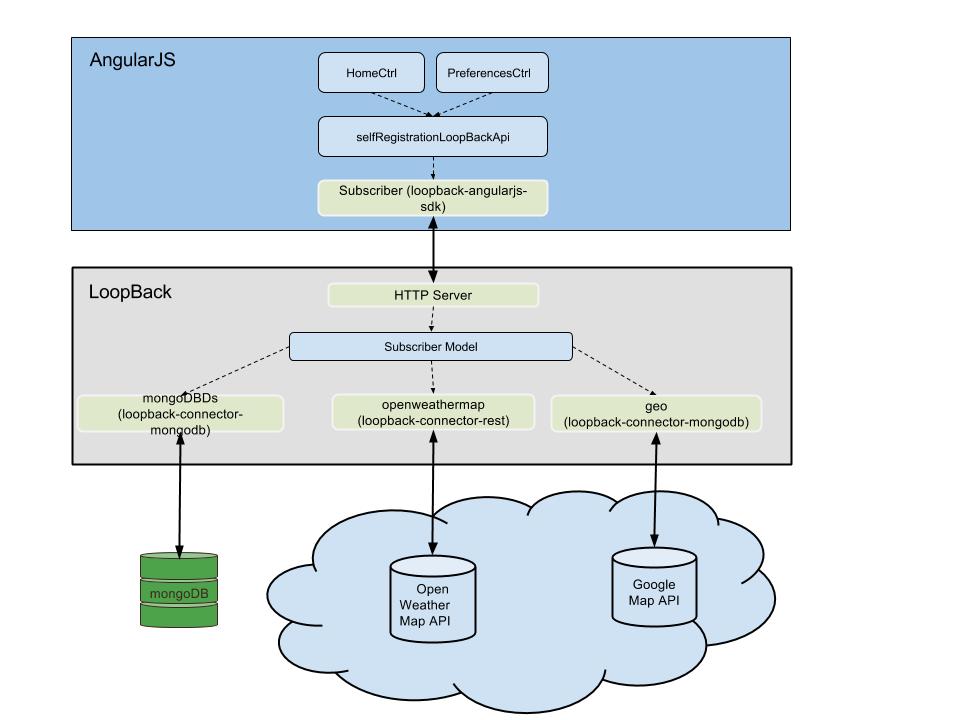 AngularJS
HomeCtrl
PreferencesCtrl
selfRegistrationLoopBackApi
Subscriber (loopback-angularjs-
sdk)
LoopBack
HTTP Server
Subscriber Model
mongoDBDs
(loopback-connector-
mongodb)
openweathermap
(loopback-connector-rest)
geo
(loopback-connector-mongodb)
mongoDB
Open
Weather
Map API
Google
Map API